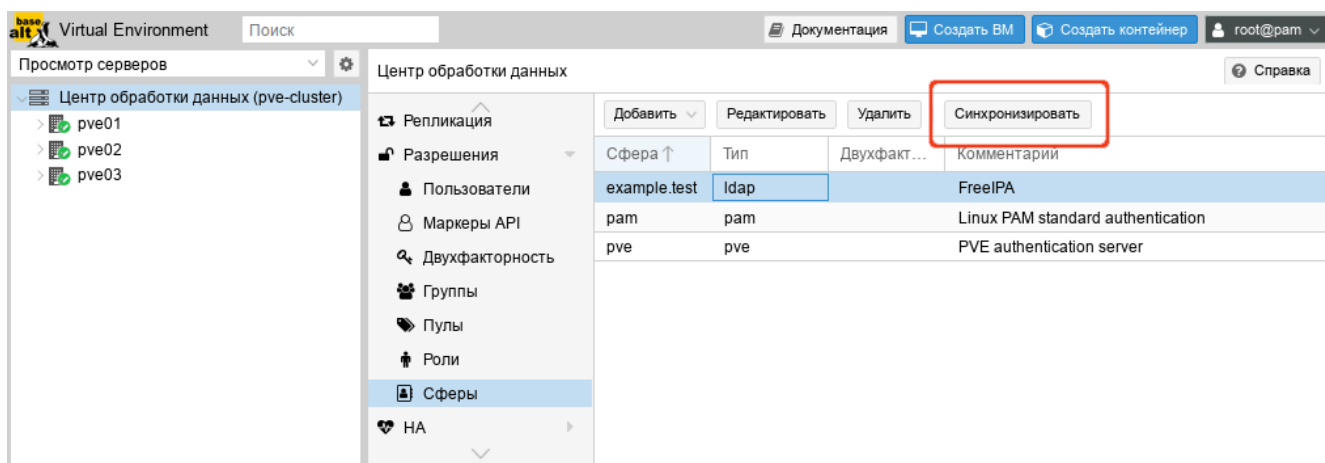 base
alt Virtual Environment Поиск Документация Создать ВМ Создать контейнер root@pam
Просмотр серверов
Центр обработки данных Справка
Центр обработки данных (pve-cluster)
pve01
pve02
pve03
Репликация
Разрешения
Пользователи
Маркеры API
Двухфакторность
Группы
Пулы
Роли
Сферы
HA
Добавить Редактировать Удалить Синхронизировать
Сфера Тип Двухфакт... Комментарий
example.test ldap FreeIPA
pam pam Linux PAM standard authentication
pve pve PVE authentication server